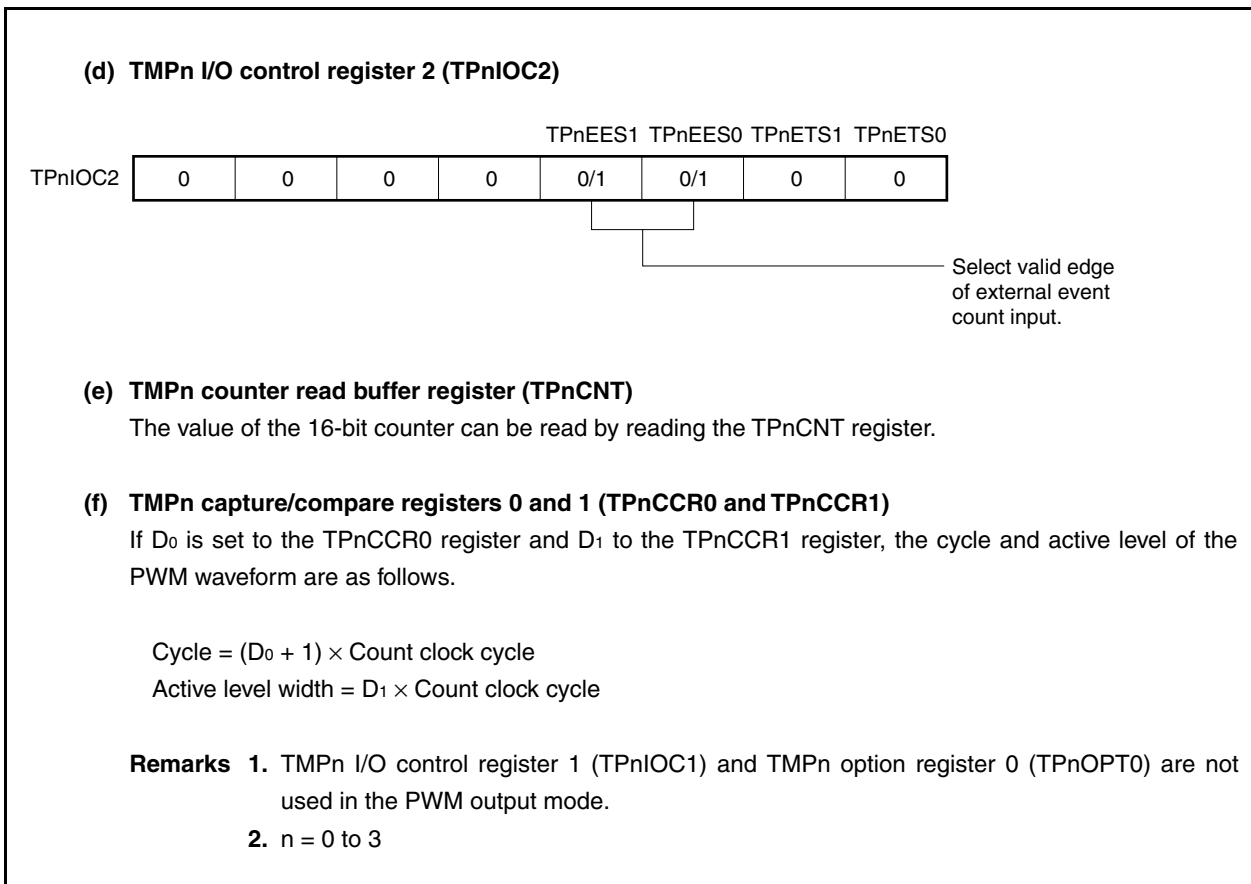 (d) TMPn I/O control register 2 (TPnIOC2)
TPnEES1 TPnEES0 TPnETS1 TPnETS0
TPnIOC2 0 0 0 0 0/1 0/1 0 0
Select valid edge
of external event
count input.
(e) TMPn counter read buffer register (TPnCNT)
The value of the 16-bit counter can be read by reading the TPnCNT register.
(f) TMPn capture/compare registers 0 and 1 (TPnCCR0 and TPnCCR1)
If D0 is set to the TPnCCR0 register and D1 to the TPnCCR1 register, the cycle and active level of the
PWM waveform are as follows.
Cycle = (D0 + 1) × Count clock cycle
Active level width = D1 × Count clock cycle
Remarks 1. TMPn I/O control register 1 (TPnIOC1) and TMPn option register 0 (TPnOPT0) are not
used in the PWM output mode.
2. n = 0 to 3